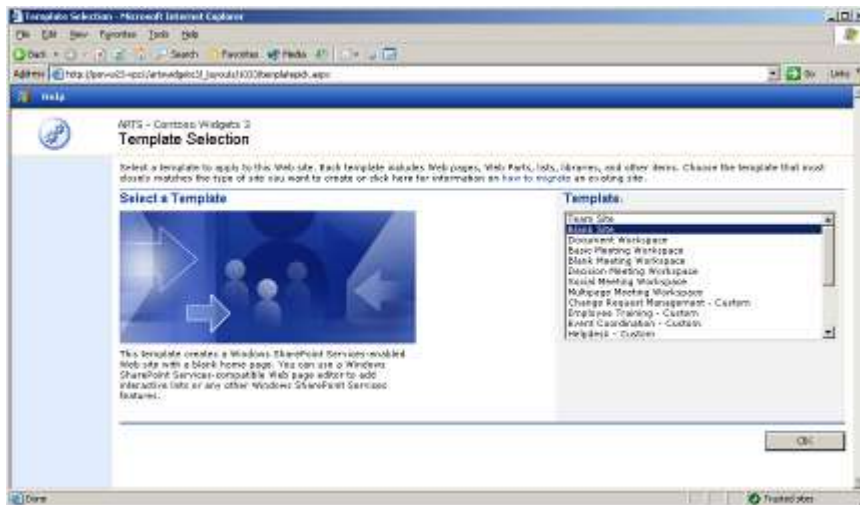 Template Selection - Microsoft Internet Explorer
File Edit View Favorites Tools Help
Back Search Favorites Media
Address Go Links
Help
ARTS - Contoso Widgets 3
Template Selection
Select a template to apply to this Web site. Each template includes Web pages, Web Parts, lists, libraries, and other items. Choose the template that most
closely matches the type of site you want to create or click here for information on how to migrate an existing site.
Select a Template
Template:
Team Site
Blank Site
Document Workspace
Basic Meeting Workspace
Blank Meeting Workspace
Decision Meeting Workspace
Social Meeting Workspace
Multipage Meeting Workspace
Change Request Management - Custom
Employee Training - Custom
Event Coordination - Custom
Helpdesk - Custom
This template creates a Windows SharePoint Services-enabled
Web site with a blank home page. You can use a Windows
SharePoint Services-compatible Web page editor to add
interactive lists or any other Windows SharePoint Services
features.
OK
Done
Trusted sites